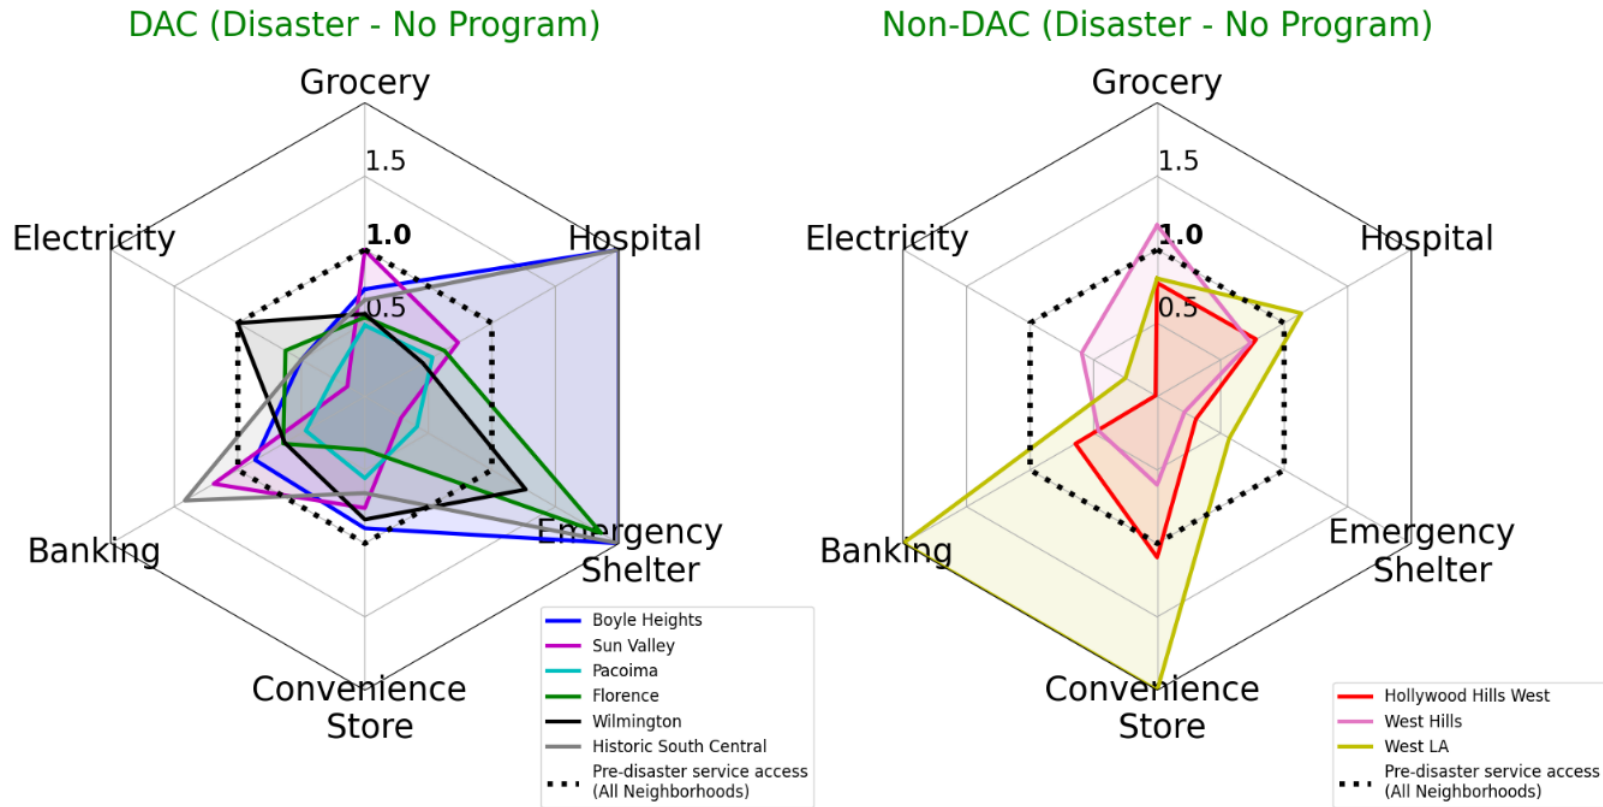 DAC (Disaster - No Program)
Grocery
1.5
Electricity
1.0
Hospital
0.5
Banking
Emergency
Shelter
Convenience
Store
Boyle Heights
Sun Valley
Pacoima
Florence
Wilmington
Historic South Central
Pre-disaster service access
(All Neighborhoods)
Non-DAC (Disaster - No Program)
Grocery
1.5
Electricity
1.0
Hospital
0.5
Banking
Emergency
Shelter
Convenience
Store
Hollywood Hills West
West Hills
West LA
Pre-disaster service access
(All Neighborhoods)